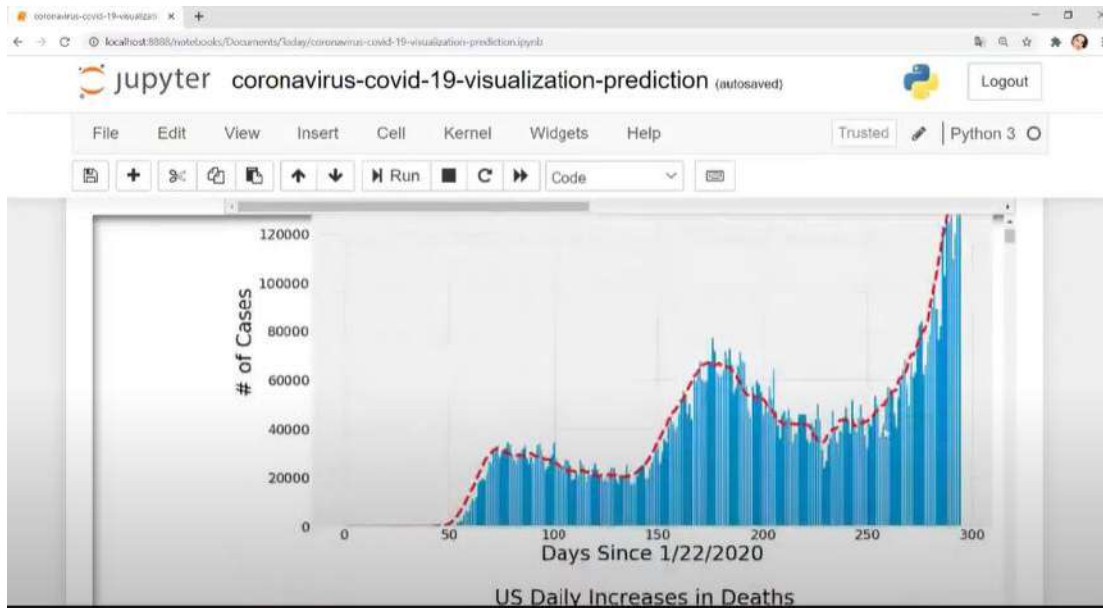 coronavirus-covid-19-visualizati
localhost:8888/notebooks/Documents/Today/coronavirus-covid-19-visualization-prediction.ipynb
jupyter coronavirus-covid-19-visualization-prediction (autosaved) Logout
File Edit View Insert Cell Kernel Widgets Help Trusted Python 3
Run Code
120000
100000
80000
60000
40000
20000
0
# of Cases
0 50 100 150 200 250 300
Days Since 1/22/2020
US Daily Increases in Deaths